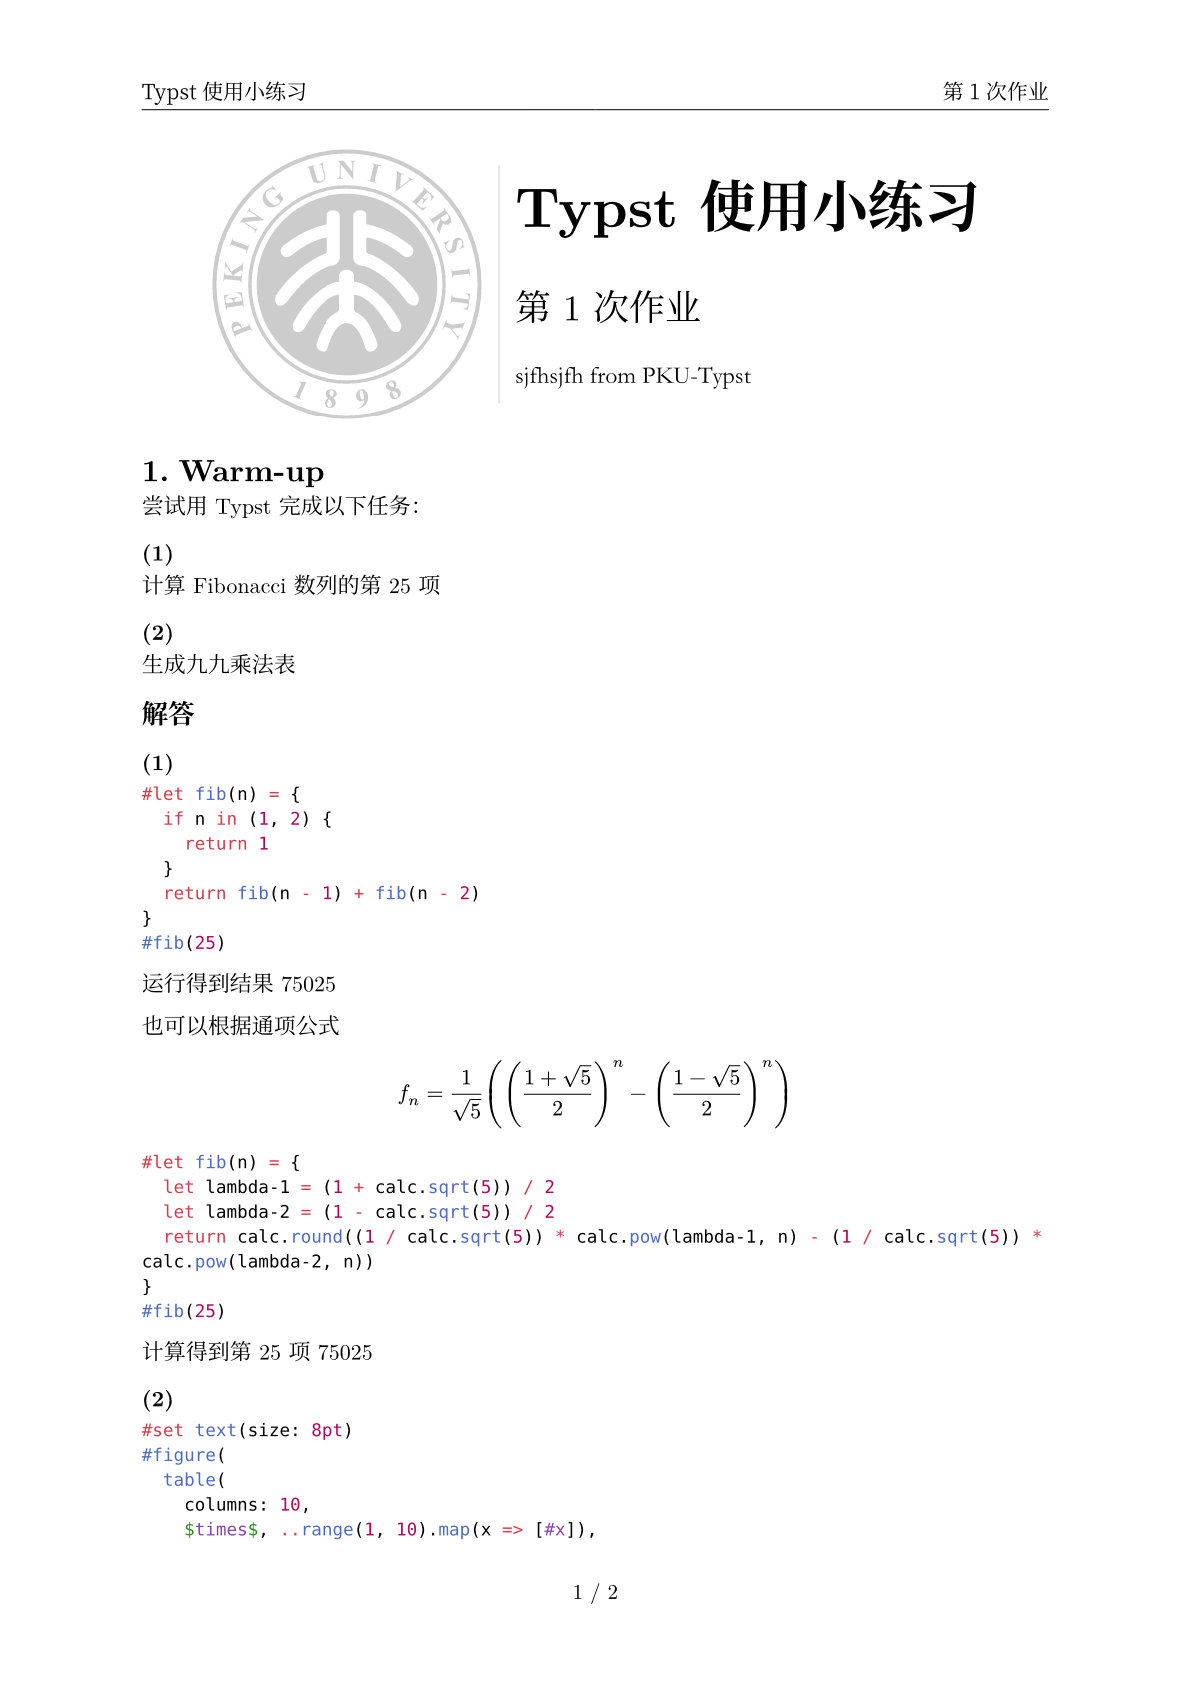 Typst 使用小练习 第 1 次作业
PEKING UNIVERSITY
1898
Typst 使用小练习
第 1 次作业
sjfhsjfh from PKU-Typst
1. Warm-up
尝试用 Typst 完成以下任务：
(1)
计算 Fibonacci 数列的第 25 项
(2)
生成九九乘法表
解答
(1)
#let fib(n) = {
  if n in (1, 2) {
    return 1
  }
  return fib(n - 1) + fib(n - 2)
}
#fib(25)
运行得到结果 75025
也可以根据通项公式
f_n = \frac{1}{\sqrt{5}} \left( \left( \frac{1 + \sqrt{5}}{2} \right)^n - \left( \frac{1 - \sqrt{5}}{2} \right)^n \right)
#let fib(n) = {
  let lambda-1 = (1 + calc.sqrt(5)) / 2
  let lambda-2 = (1 - calc.sqrt(5)) / 2
  return calc.round((1 / calc.sqrt(5)) * calc.pow(lambda-1, n) - (1 / calc.sqrt(5)) *
calc.pow(lambda-2, n))
}
#fib(25)
计算得到第 25 项 75025
(2)
#set text(size: 8pt)
#figure(
  table(
    columns: 10,
    $times$, ..range(1, 10).map(x => [#x]),
1 / 2